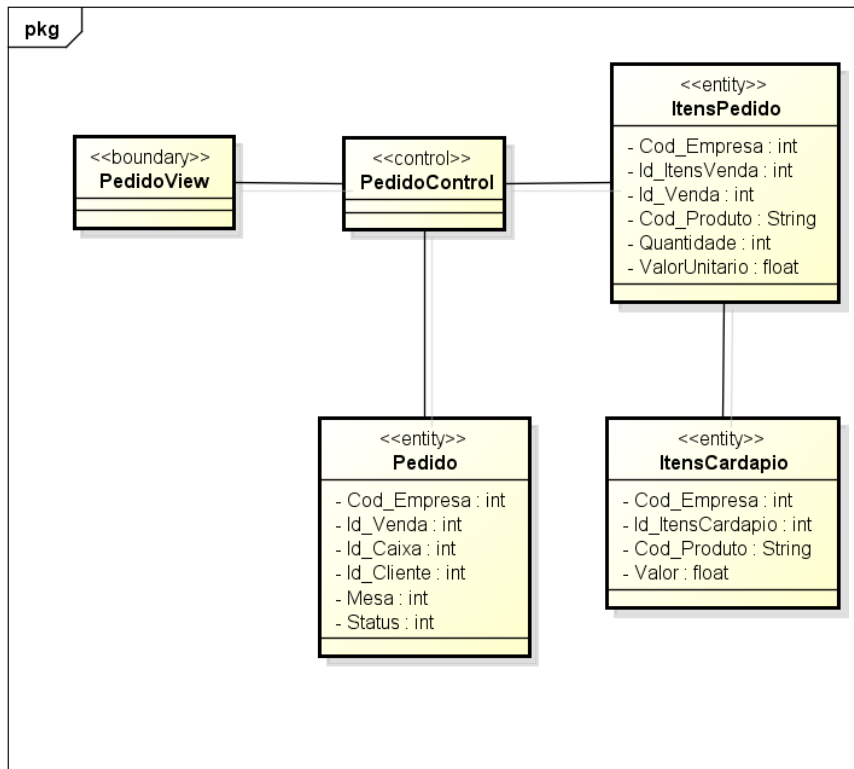 pkg
<<boundary>>
PedidoView
<<control>>
PedidoControl
<<entity>>
ItensPedido
- Cod_Empresa : int
- Id_ItensVenda : int
- Id_Venda : int
- Cod_Produto : String
- Quantidade : int
- ValorUnitario : float
<<entity>>
Pedido
- Cod_Empresa : int
- Id_Venda : int
- Id_Caixa : int
- Id_Cliente : int
- Mesa : int
- Status : int
<<entity>>
ItensCardapio
- Cod_Empresa : int
- Id_ItensCardapio : int
- Cod_Produto : String
- Valor : float